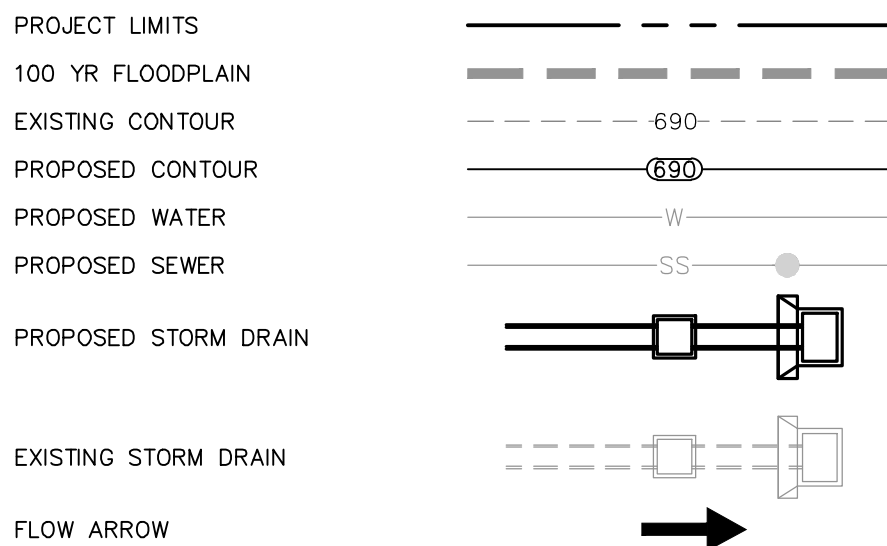 PROJECT LIMITS
100 YR FLOODPLAIN
EXISTING CONTOUR 690
PROPOSED CONTOUR 690
PROPOSED WATER W
PROPOSED SEWER SS
PROPOSED STORM DRAIN
EXISTING STORM DRAIN
FLOW ARROW